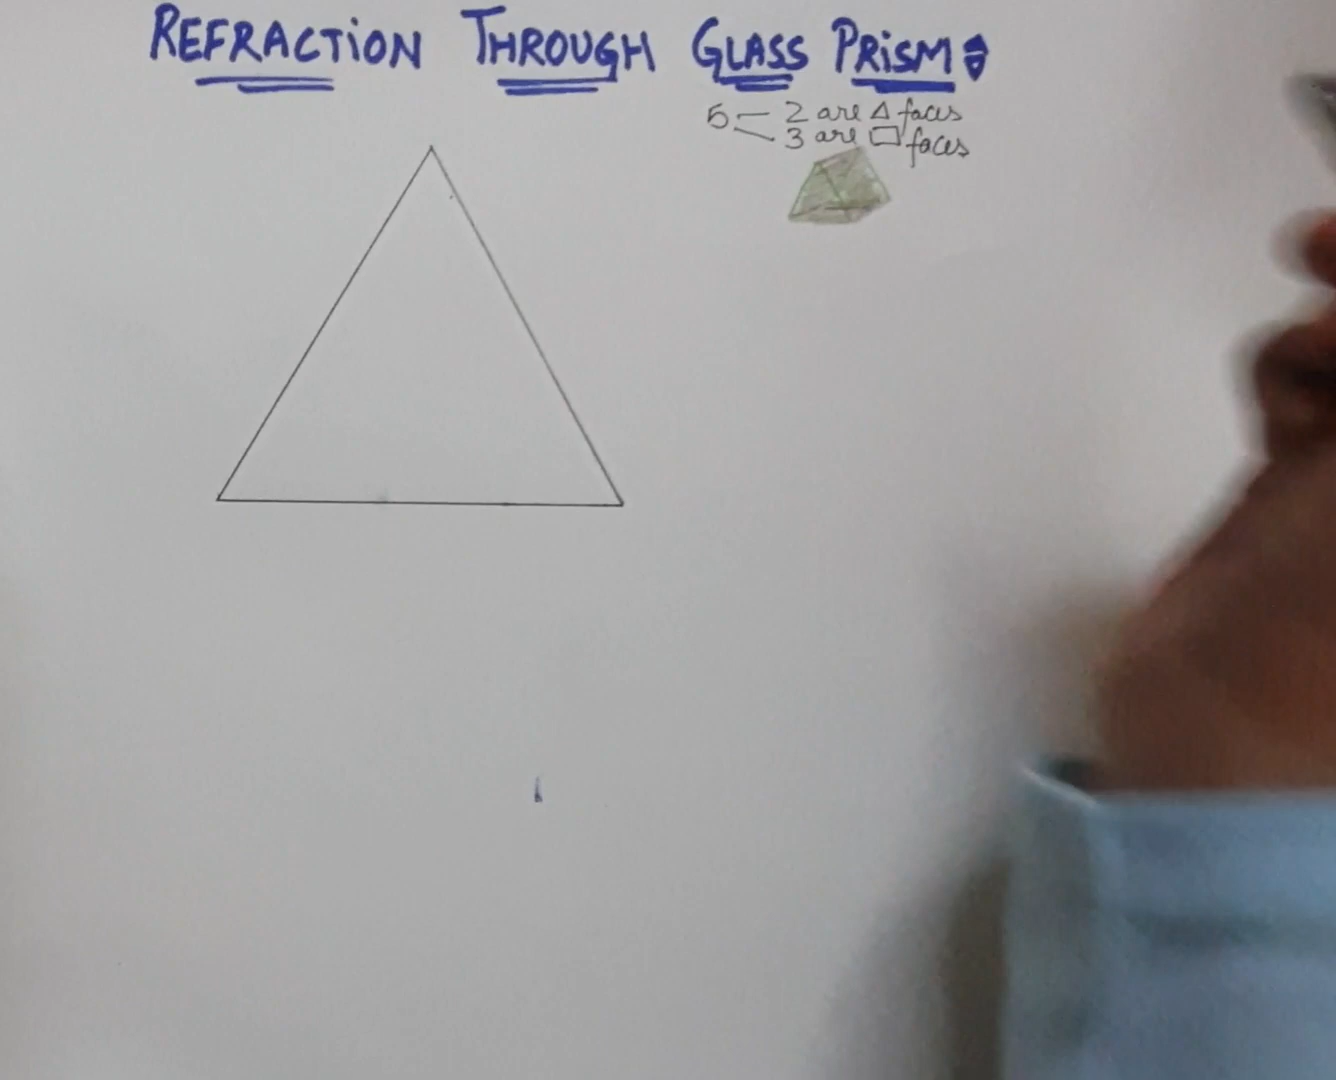 REFRACTION THROUGH GLASS PRISM:
5 — 2 are △ faces
3 are □ faces